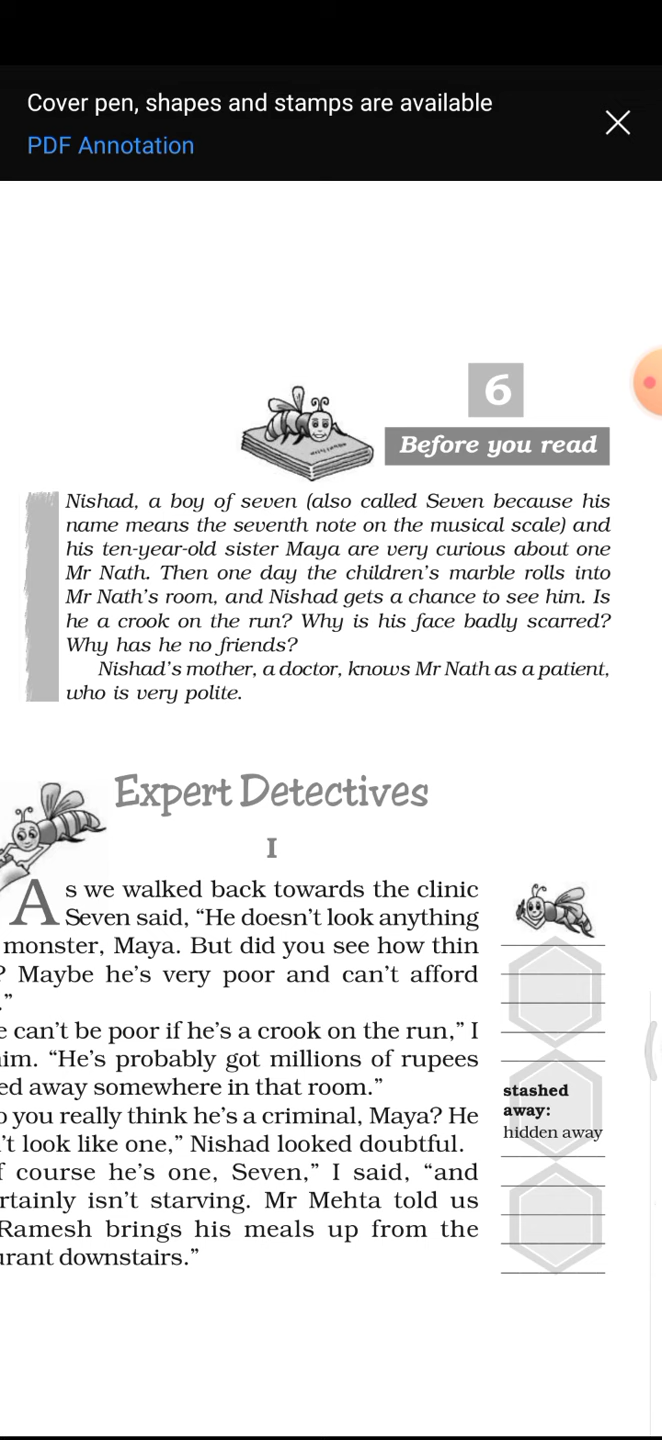 Cover pen, shapes and stamps are available
PDF Annotation
6
Before you read
Nishad, a boy of seven (also called Seven because his
name means the seventh note on the musical scale) and
his ten-year-old sister Maya are very curious about one
Mr Nath. Then one day the children's marble rolls into
Mr Nath's room, and Nishad gets a chance to see him. Is
he a crook on the run? Why is his face badly scarred?
Why has he no friends?
Nishad's mother, a doctor, knows Mr Nath as a patient,
who is very polite.
Expert Detectives
I
As we walked back towards the clinic
Seven said, “He doesn't look anything
monster, Maya. But did you see how thin
? Maybe he's very poor and can't afford
.”
e can't be poor if he's a crook on the run,” I
him. “He's probably got millions of rupees
ed away somewhere in that room.”
o you really think he's a criminal, Maya? He
't look like one,” Nishad looked doubtful.
f course he's one, Seven,” I said, “and
rtainly isn't starving. Mr Mehta told us
Ramesh brings his meals up from the
urant downstairs.”
stashed
away:
hidden away